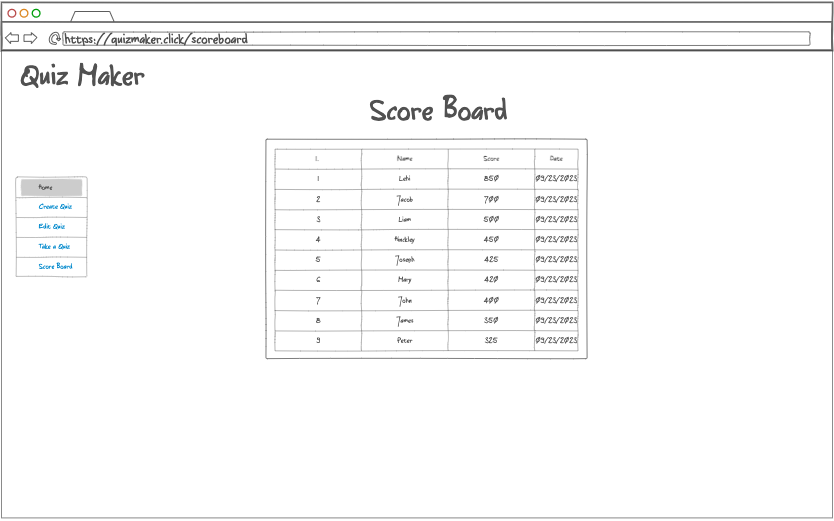 https://quizmaker.click/scoreboard
Quiz Maker
Score Board
Home
Create Quiz
Edit Quiz
Take a Quiz
Score Board
1. Name Score Date
1 Lehi 850 09/23/2023
2 Jacob 700 09/23/2023
3 Liam 500 09/23/2023
4 Hinckley 450 09/23/2023
5 Joseph 425 09/23/2023
6 Mary 420 09/23/2023
7 John 400 09/23/2023
8 James 350 09/23/2023
9 Peter 325 09/23/2023